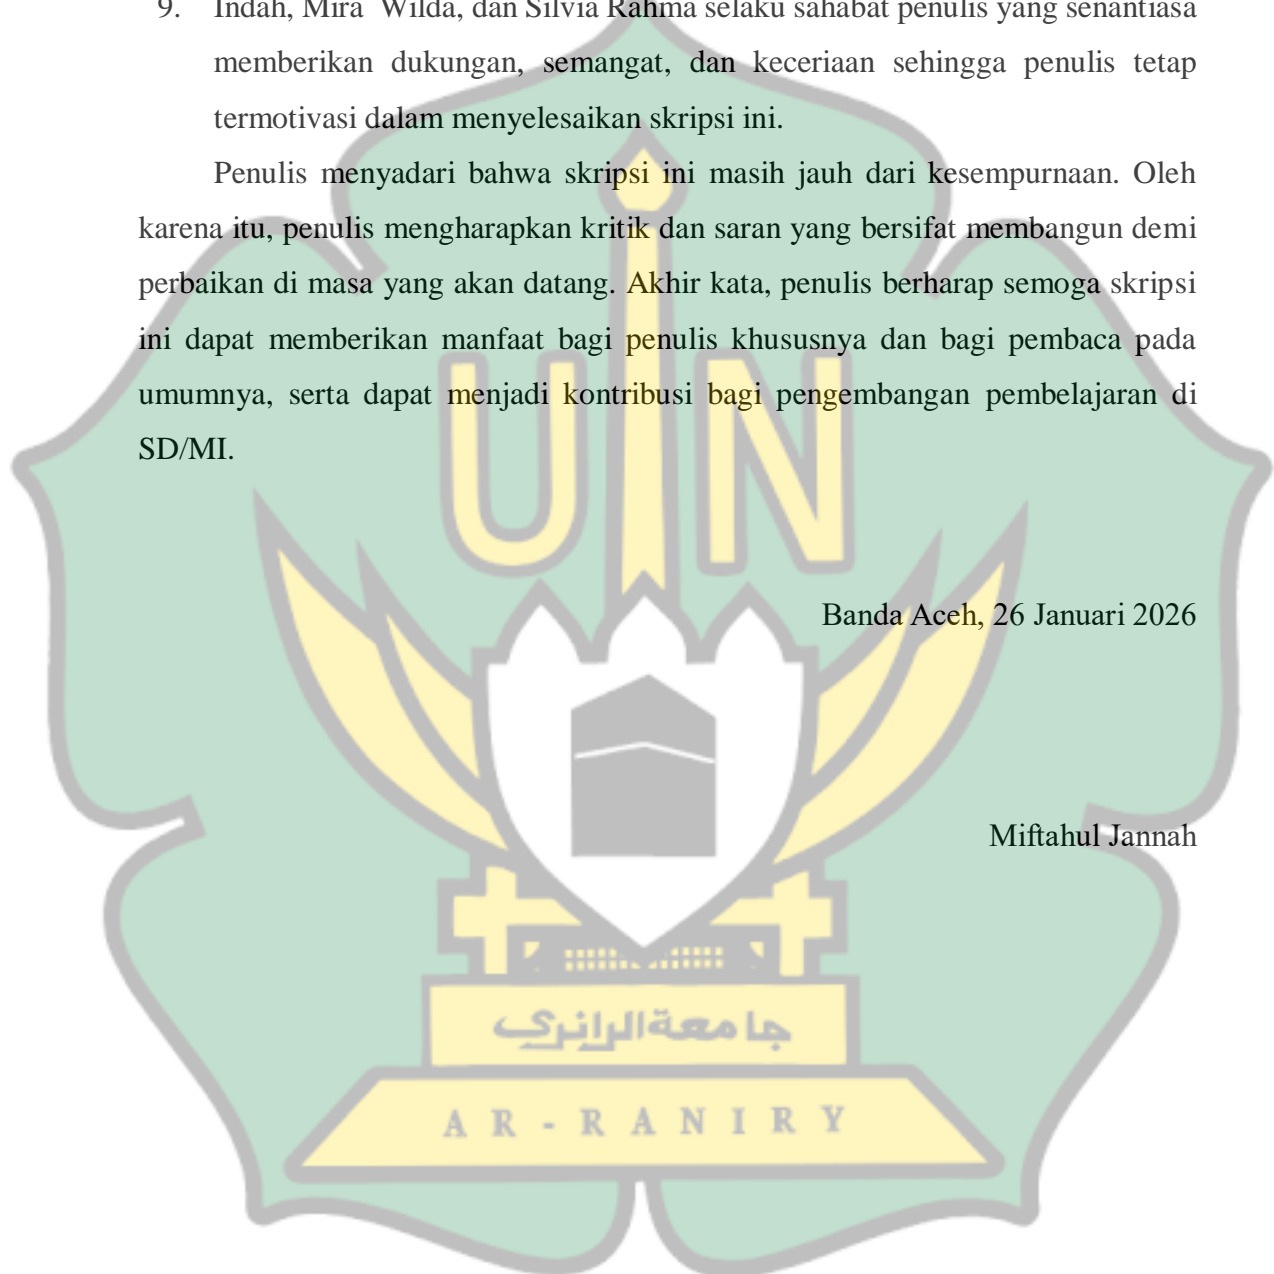 9. Indah, Mira Wilda, dan Silvia Rahma selaku sahabat penulis yang senantiasa
memberikan dukungan, semangat, dan keceriaan sehingga penulis tetap
termotivasi dalam menyelesaikan skripsi ini.
Penulis menyadari bahwa skripsi ini masih jauh dari kesempurnaan. Oleh
karena itu, penulis mengharapkan kritik dan saran yang bersifat membangun demi
perbaikan di masa yang akan datang. Akhir kata, penulis berharap semoga skripsi
ini dapat memberikan manfaat bagi penulis khususnya dan bagi pembaca pada
umumnya, serta dapat menjadi kontribusi bagi pengembangan pembelajaran di
SD/MI.
UIN
Banda Aceh, 26 Januari 2026
Miftahul Jannah
جامعة الرانري
AR-RANIRY